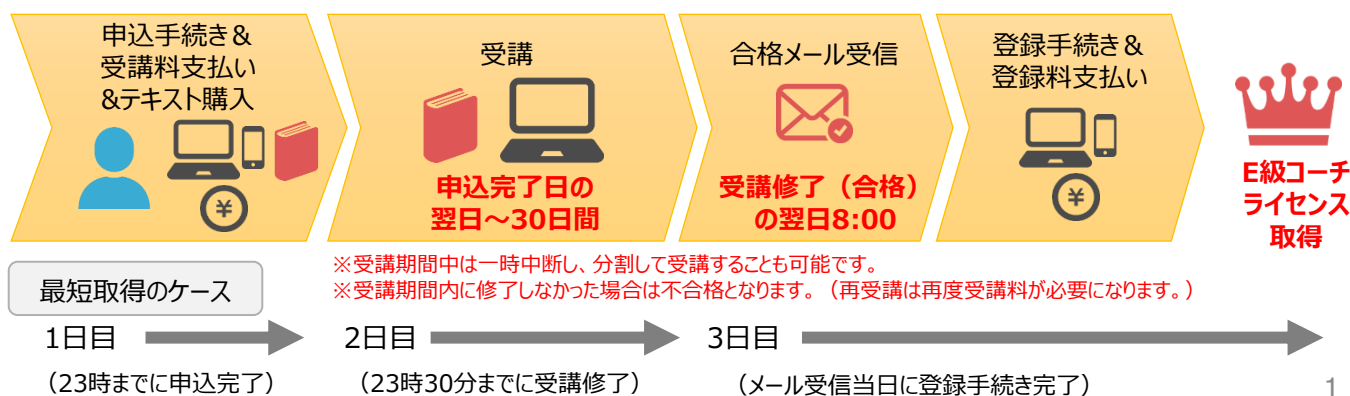 申込手続き＆
受講料支払い
&テキスト購入
¥
受講
申込完了日の
翌日～30日間
合格メール受信
受講修了（合格）
の翌日8:00
登録手続き＆
登録料支払い
¥
E級コーチ
ライセンス
取得
※受講期間中は一時中断し、分割して受講することも可能です。
※受講期間内に修了しなかった場合は不合格となります。（再受講は再度受講料が必要になります。）
最短取得のケース
1日目
2日目
3日目
（23時までに申込完了）
（23時30分までに受講修了）
（メール受信当日に登録手続き完了）
1